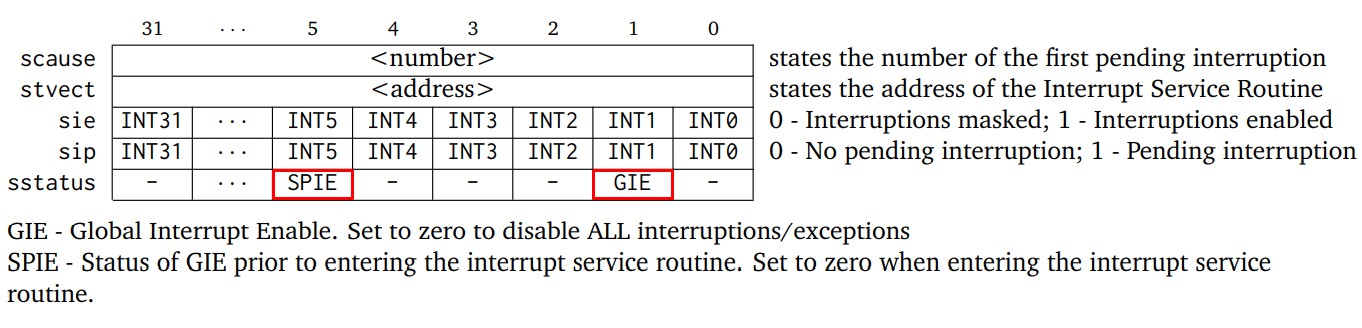 31 ··· 5 4 3 2 1 0
scause <number> states the number of the first pending interruption
stvect <address> states the address of the Interrupt Service Routine
sie INT31 ··· INT5 INT4 INT3 INT2 INT1 INT0 0 - Interruptions masked; 1 - Interruptions enabled
sip INT31 ··· INT5 INT4 INT3 INT2 INT1 INT0 0 - No pending interruption; 1 - Pending interruption
sstatus - ··· SPIE - - - GIE -
GIE - Global Interrupt Enable. Set to zero to disable ALL interruptions/exceptions
SPIE - Status of GIE prior to entering the interrupt service routine. Set to zero when entering the interrupt service
routine.